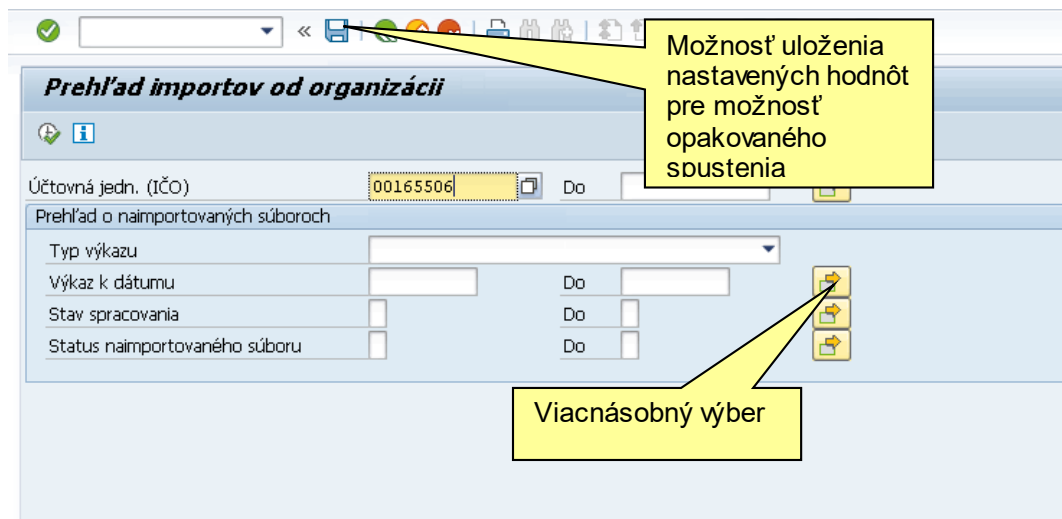 Možnosť uloženia
nastavených hodnôt
pre možnosť
opakovaného
spustenia
Prehľad importov od organizácii
Účtovná jedn. (IČO) 00165506 Do
Prehľad o naimportovaných súboroch
Typ výkazu
Výkaz k dátumu Do
Stav spracovania Do
Status naimportovaného súboru Do
Viacnásobný výber